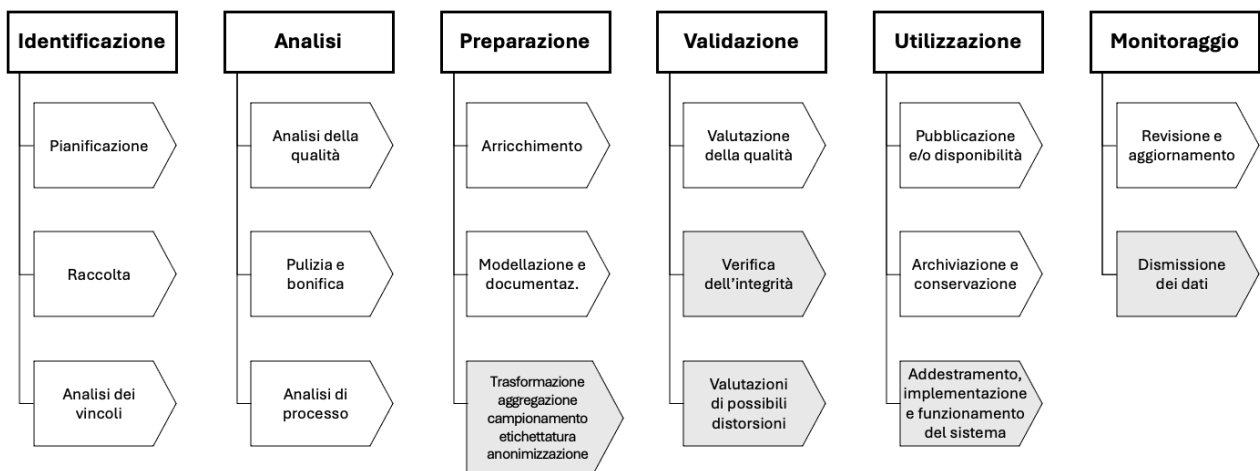 Identificazione
Pianificazione
Raccolta
Analisi dei
vincoli
Analisi
Analisi della
qualità
Pulizia e
bonifica
Analisi di
processo
Preparazione
Arricchimento
Modellazione e
documentaz.
Trasformazione
aggregazione
campionamento
etichettatura
anonimizzazione
Validazione
Valutazione
della qualità
Verifica
dell'integrità
Valutazioni
di possibili
distorsioni
Utilizzazione
Pubblicazione
e/o disponibilità
Archiviazione e
conservazione
Addestramento,
implementazione
e funzionamento
del sistema
Monitoraggio
Revisione e
aggiornamento
Dismissione
dei dati